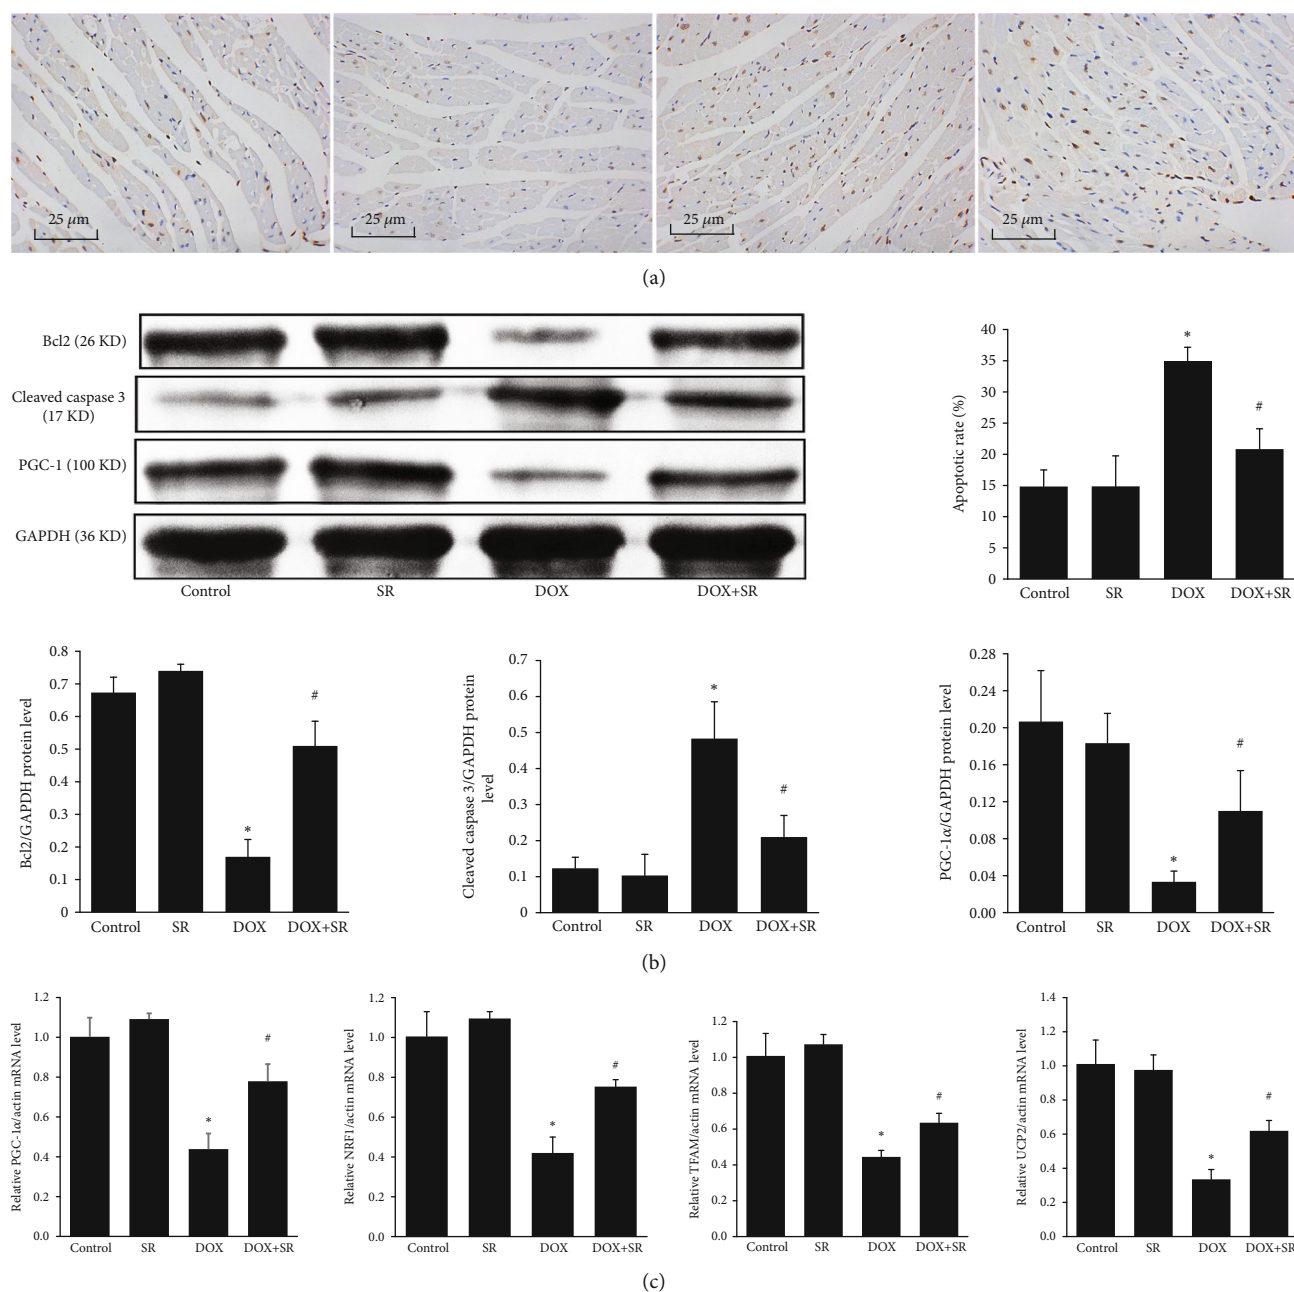 25 μm
25 μm
25 μm
25 μm
(a)
Bcl2 (26 KD)
Cleaved caspase 3
(17 KD)
PGC-1 (100 KD)
GAPDH (36 KD)
Control SR DOX DOX+SR
Apoptotic rate (%)
40
35
30
25
20
15
10
5
0
*
#
Control SR DOX DOX+SR
Bcl2/GAPDH protein level
0.8
0.7
0.6
0.5
0.4
0.3
0.2
0.1
0
*
#
Control SR DOX DOX+SR
Cleaved caspase 3/GAPDH protein
level
0.7
0.6
0.5
0.4
0.3
0.2
0.1
0
*
#
Control SR DOX DOX+SR
PGC-1α/GAPDH protein level
0.28
0.24
0.20
0.16
0.12
0.08
0.04
0.00
*
#
Control SR DOX DOX+SR
(b)
Relative PGC-1α/actin mRNA level
1.2
1.0
0.8
0.6
0.4
0.2
0.0
*
#
Control SR DOX DOX+SR
Relative NRF1/actin mRNA level
1.2
1.0
0.8
0.6
0.4
0.2
0.0
*
#
Control SR DOX DOX+SR
Relative TFAM/actin mRNA level
1.2
1.0
0.8
0.6
0.4
0.2
0.0
*
#
Control SR DOX DOX+SR
Relative UCP2/actin mRNA level
1.4
1.2
1.0
0.8
0.6
0.4
0.2
0.0
*
#
Control SR DOX DOX+SR
(c)